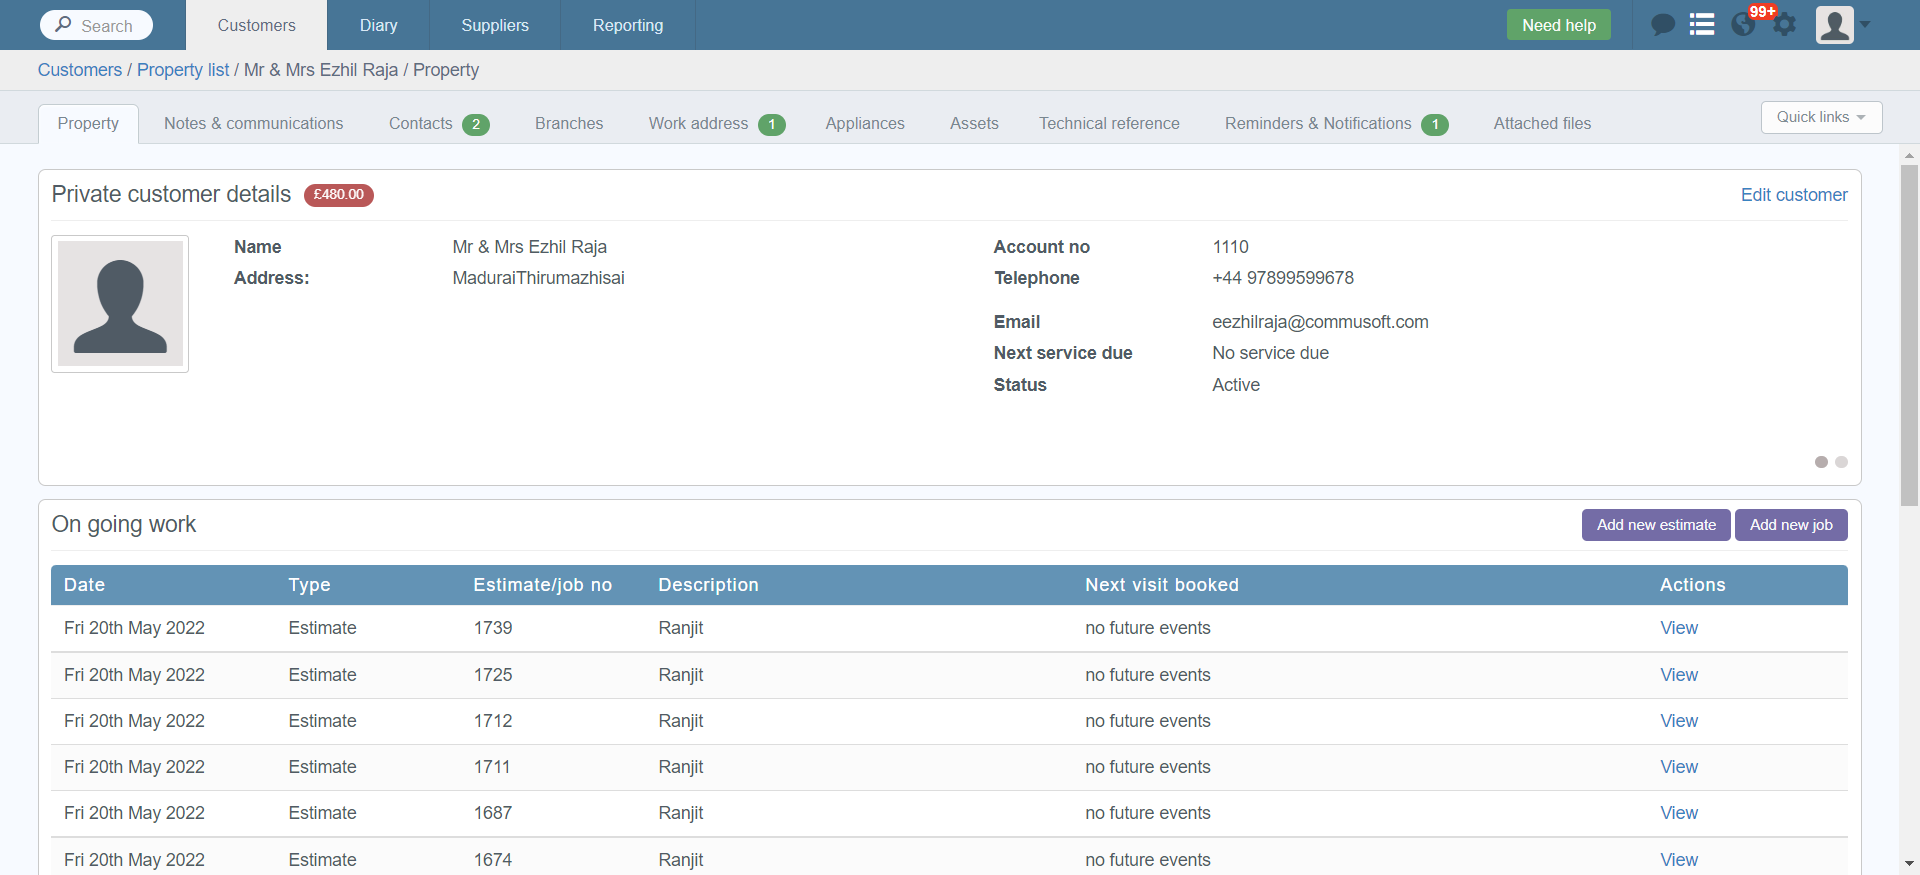 Search
Customers
Diary
Suppliers
Reporting
Need help
99+
Customers / Property list / Mr & Mrs Ezhil Raja / Property
Property
Notes & communications
Contacts 2
Branches
Work address 1
Appliances
Assets
Technical reference
Reminders & Notifications 1
Attached files
Quick links
Private customer details £480.00
Edit customer
Name Mr & Mrs Ezhil Raja
Address: MaduraiThirumazhisai
Account no 1110
Telephone +44 97899599678
Email eezhilraja@commusoft.com
Next service due No service due
Status Active
On going work
Add new estimate
Add new job
Date Type Estimate/job no Description Next visit booked Actions
Fri 20th May 2022 Estimate 1739 Ranjit no future events View
Fri 20th May 2022 Estimate 1725 Ranjit no future events View
Fri 20th May 2022 Estimate 1712 Ranjit no future events View
Fri 20th May 2022 Estimate 1711 Ranjit no future events View
Fri 20th May 2022 Estimate 1687 Ranjit no future events View
Fri 20th May 2022 Estimate 1674 Ranjit no future events View